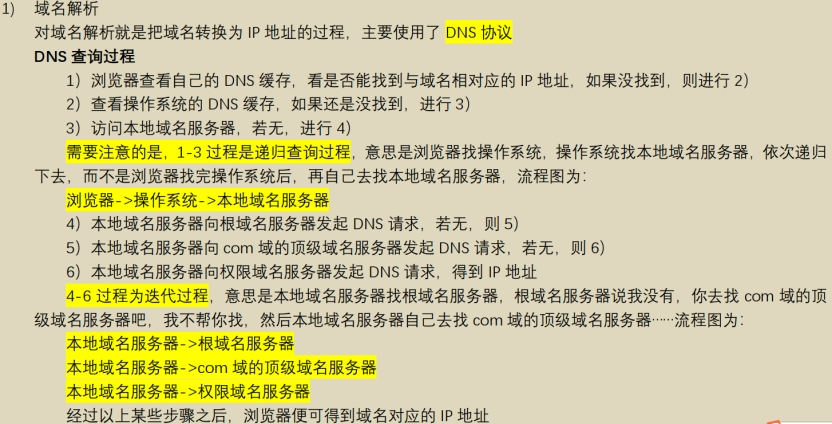 1) 域名解析
对域名解析就是把域名转换为 IP 地址的过程，主要使用了 DNS 协议
DNS 查询过程
1）浏览器查看自己的 DNS 缓存，看是否能找到与域名相对应的 IP 地址，如果没找到，则进行 2）
2）查看操作系统的 DNS 缓存，如果还是没找到，进行 3）
3）访问本地域名服务器，若无，进行 4）
需要注意的是，1-3 过程是递归查询过程，意思是浏览器找操作系统，操作系统找本地域名服务器，依次递归
下去，而不是浏览器找完操作系统后，再自己去找本地域名服务器，流程图为：
浏览器->操作系统->本地域名服务器
4）本地域名服务器向根域名服务器发起 DNS 请求，若无，则 5）
5）本地域名服务器向 com 域的顶级域名服务器发起 DNS 请求，若无，则 6）
6）本地域名服务器向权限域名服务器发起 DNS 请求，得到 IP 地址
4-6 过程为迭代过程，意思是本地域名服务器找根域名服务器，根域名服务器说我没有，你去找 com 域的顶
级域名服务器吧，我不帮你找，然后本地域名服务器自己去找 com 域的顶级域名服务器……流程图为：
本地域名服务器->根域名服务器
本地域名服务器->com 域的顶级域名服务器
本地域名服务器->权限域名服务器
经过以上某些步骤之后，浏览器便可得到域名对应的 IP 地址